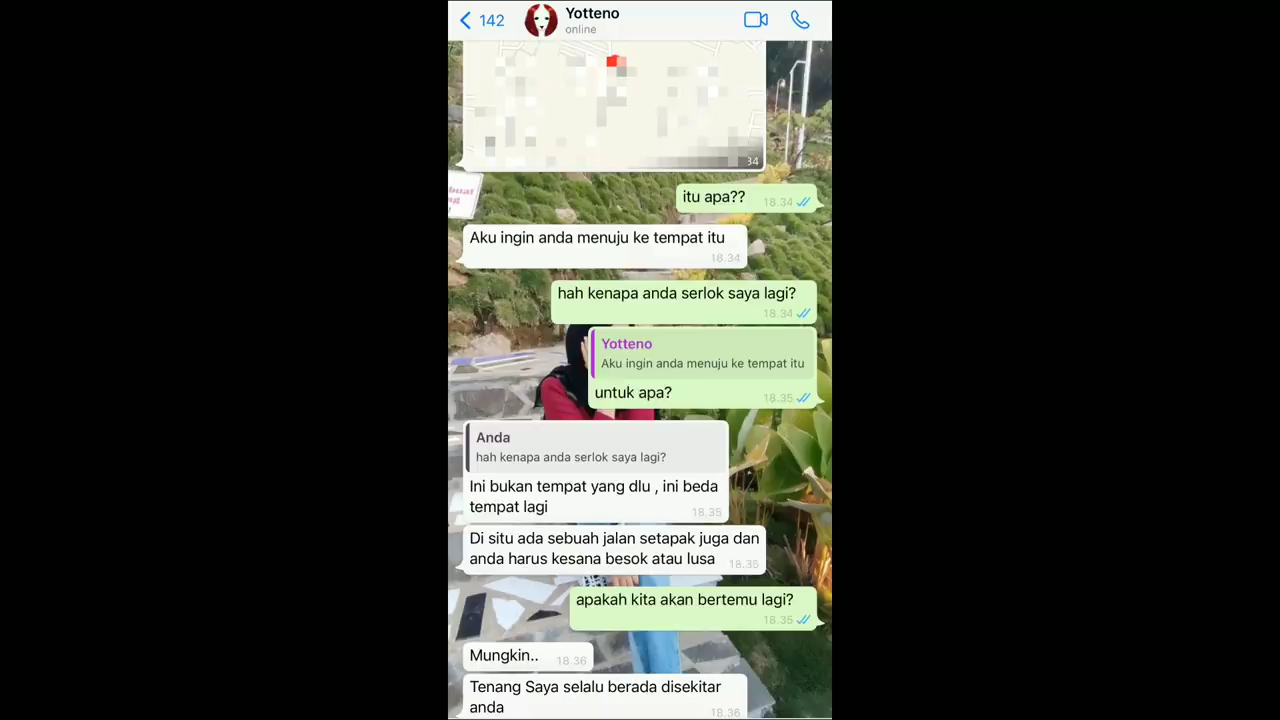 142
Yotteno
online
34
itu apa??
18.34
Aku ingin anda menuju ke tempat itu
18.34
hah kenapa anda serlok saya lagi?
18.34
Yotteno
Aku ingin anda menuju ke tempat itu
untuk apa?
18.35
Anda
hah kenapa anda serlok saya lagi?
Ini bukan tempat yang dlu , ini beda
tempat lagi
18.35
Di situ ada sebuah jalan setapak juga dan
anda harus kesana besok atau lusa
18.35
apakah kita akan bertemu lagi?
18.35
Mungkin..
18.36
Tenang Saya selalu berada disekitar
anda
18.36